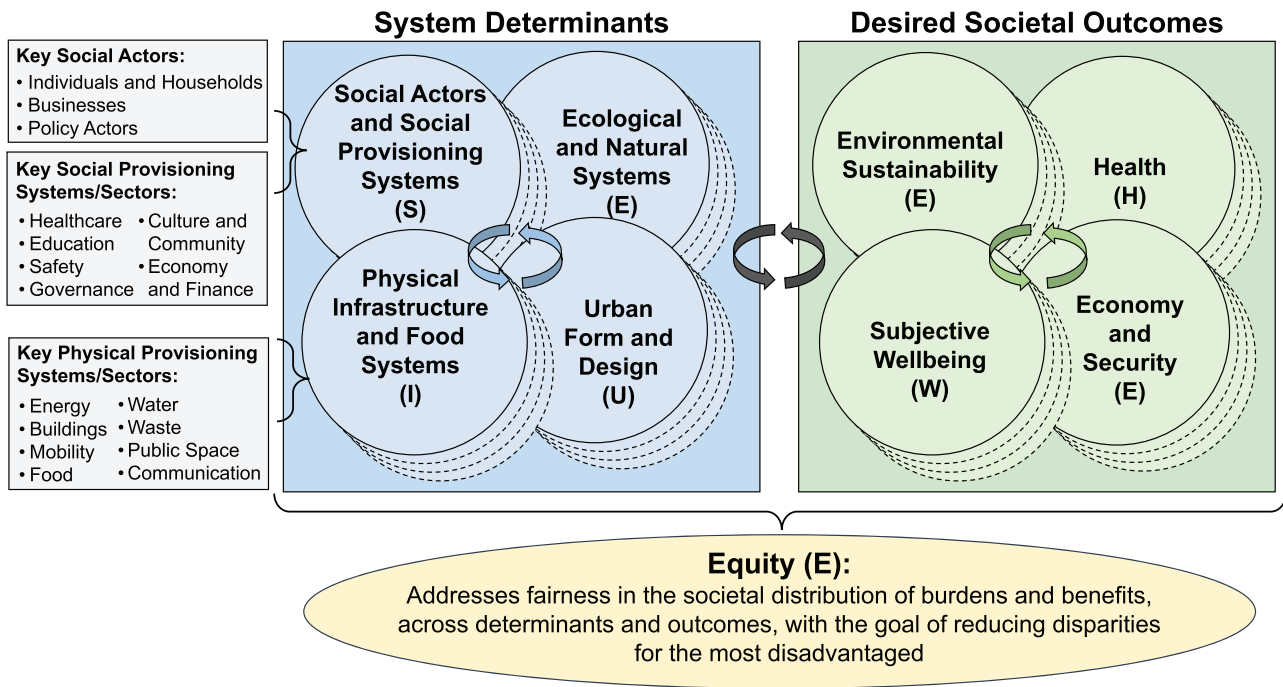 System Determinants
Desired Societal Outcomes
Key Social Actors:
• Individuals and Households
• Businesses
• Policy Actors
Key Social Provisioning
Systems/Sectors:
• Healthcare
• Education
• Safety
• Governance
• Culture and
Community
• Economy
and Finance
Key Physical Provisioning
Systems/Sectors:
• Energy
• Buildings
• Mobility
• Food
• Water
• Waste
• Public Space
• Communication
Social Actors
and Social
Provisioning
Systems
(S)
Ecological
and Natural
Systems
(E)
Physical
Infrastructure
and Food
Systems
(I)
Urban
Form and
Design
(U)
Environmental
Sustainability
(E)
Health
(H)
Subjective
Wellbeing
(W)
Economy
and
Security
(E)
Equity (E):
Addresses fairness in the societal distribution of burdens and benefits,
across determinants and outcomes, with the goal of reducing disparities
for the most disadvantaged